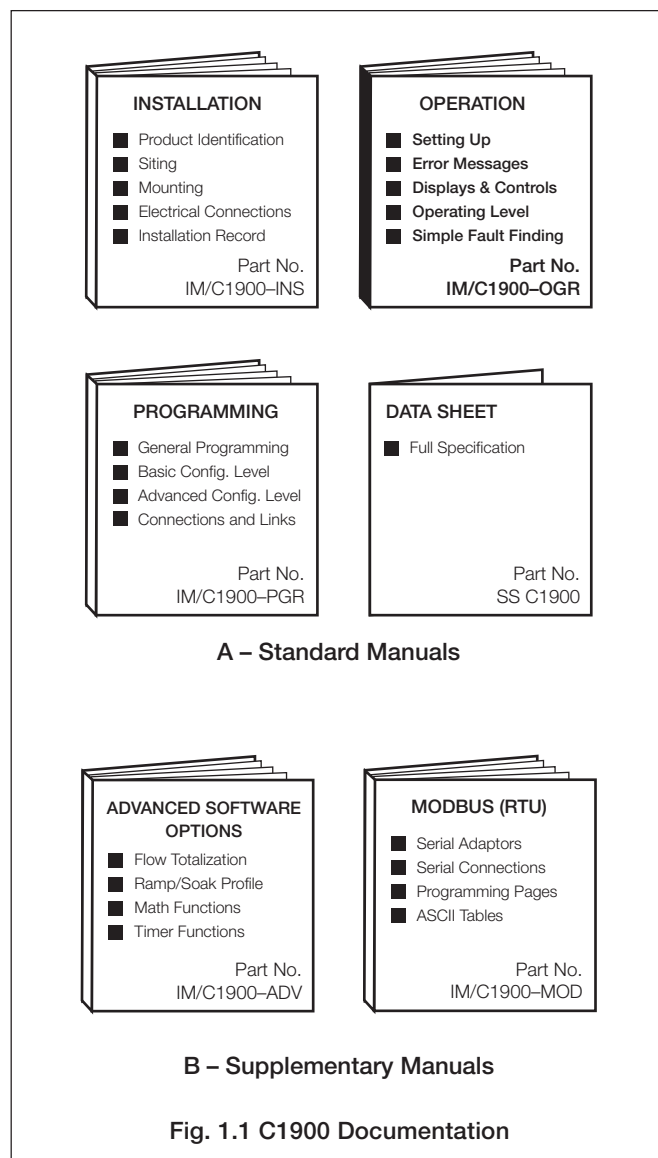 INSTALLATION
Product Identification
Siting
Mounting
Electrical Connections
Installation Record
Part No.
IM/C1900–INS
OPERATION
Setting Up
Error Messages
Displays & Controls
Operating Level
Simple Fault Finding
Part No.
IM/C1900–OGR
PROGRAMMING
General Programming
Basic Config. Level
Advanced Config. Level
Connections and Links
Part No.
IM/C1900–PGR
DATA SHEET
Full Specification
Part No.
SS C1900
A – Standard Manuals
ADVANCED SOFTWARE
OPTIONS
Flow Totalization
Ramp/Soak Profile
Math Functions
Timer Functions
Part No.
IM/C1900–ADV
MODBUS (RTU)
Serial Adaptors
Serial Connections
Programming Pages
ASCII Tables
Part No.
IM/C1900–MOD
B – Supplementary Manuals
Fig. 1.1 C1900 Documentation